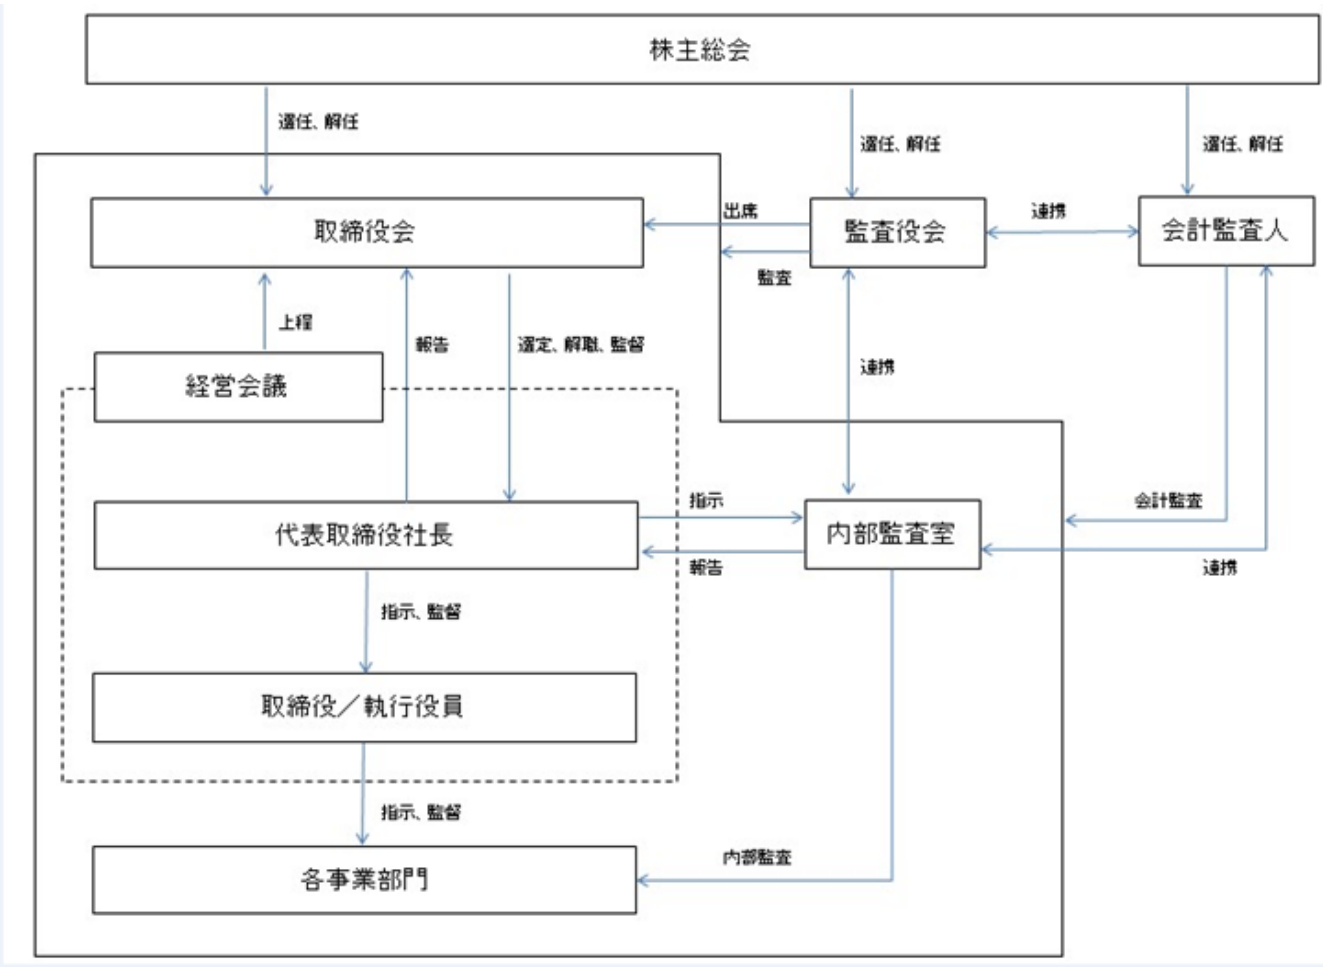 株主総会
選任、解任
選任、解任
選任、解任
取締役会
出席
監査役会
連携
会計監査人
監査
上程
報告
選定、解職、監督
経営会議
連携
指示
会計監査
代表取締役社長
内部監査室
報告
連携
指示、監督
取締役／執行役員
指示、監督
内部監査
各事業部門